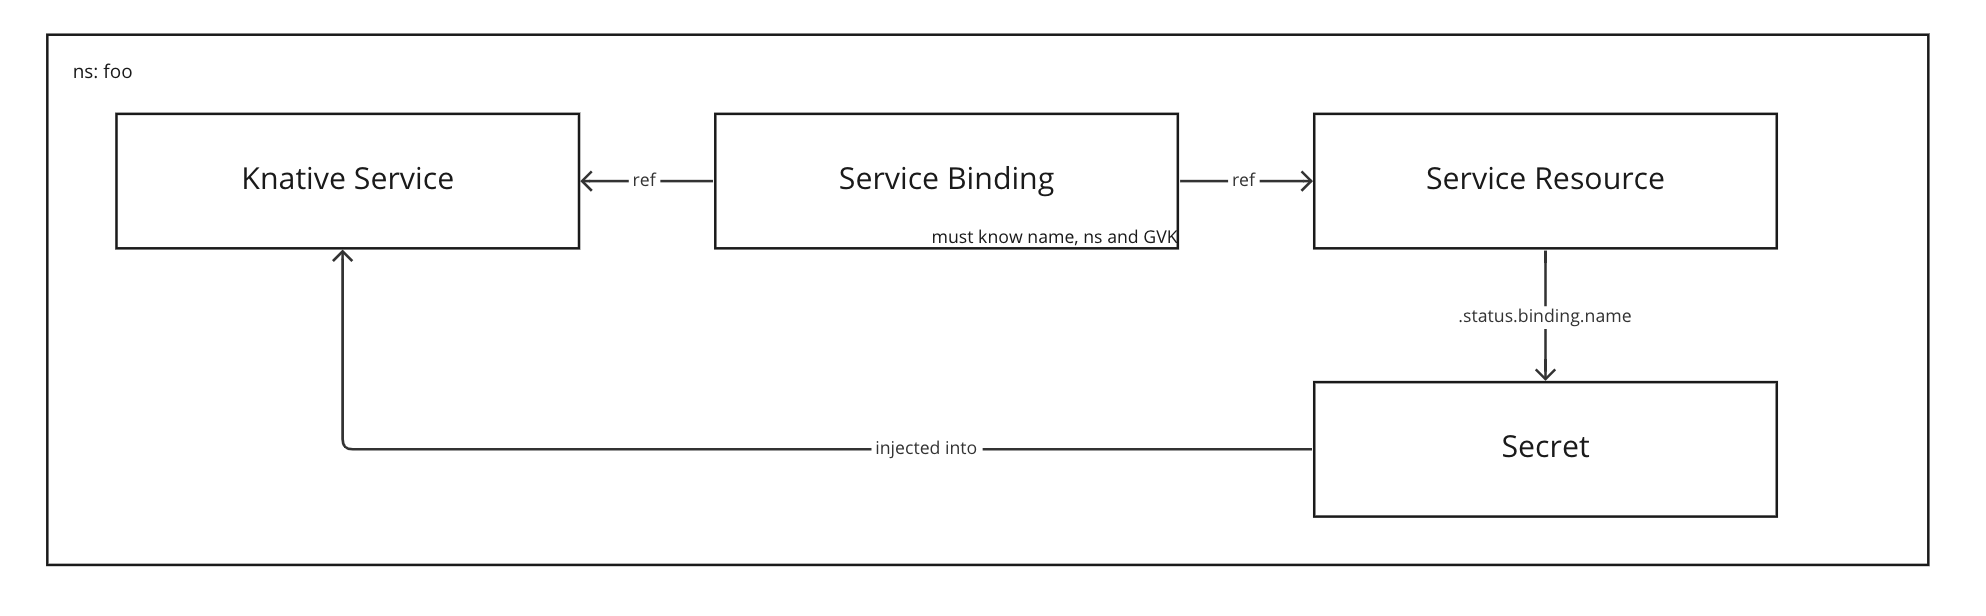 ns: foo
Knative Service
ref
Service Binding
must know name, ns and GVK
ref
Service Resource
.status.binding.name
injected into
Secret